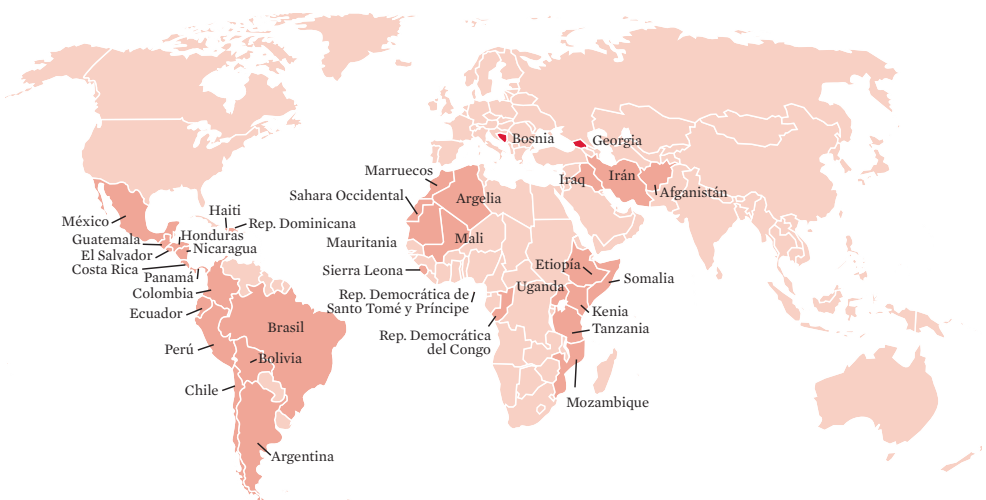 Bosnia
Georgia
Marruecos
Iraq
Irán
Afganistán
Sahara Occidental
Argelia
México
Haiti
Rep. Dominicana
Guatemala
Honduras
Mauritania
Mali
El Salvador
Nicaragua
Costa Rica
Sierra Leona
Etiopía
Panamá
Somalia
Colombia
Rep. Democrática de
Santo Tomé y Príncipe
Uganda
Ecuador
Kenia
Brasil
Tanzania
Rep. Democrática
del Congo
Perú
Bolivia
Chile
Mozambique
Argentina